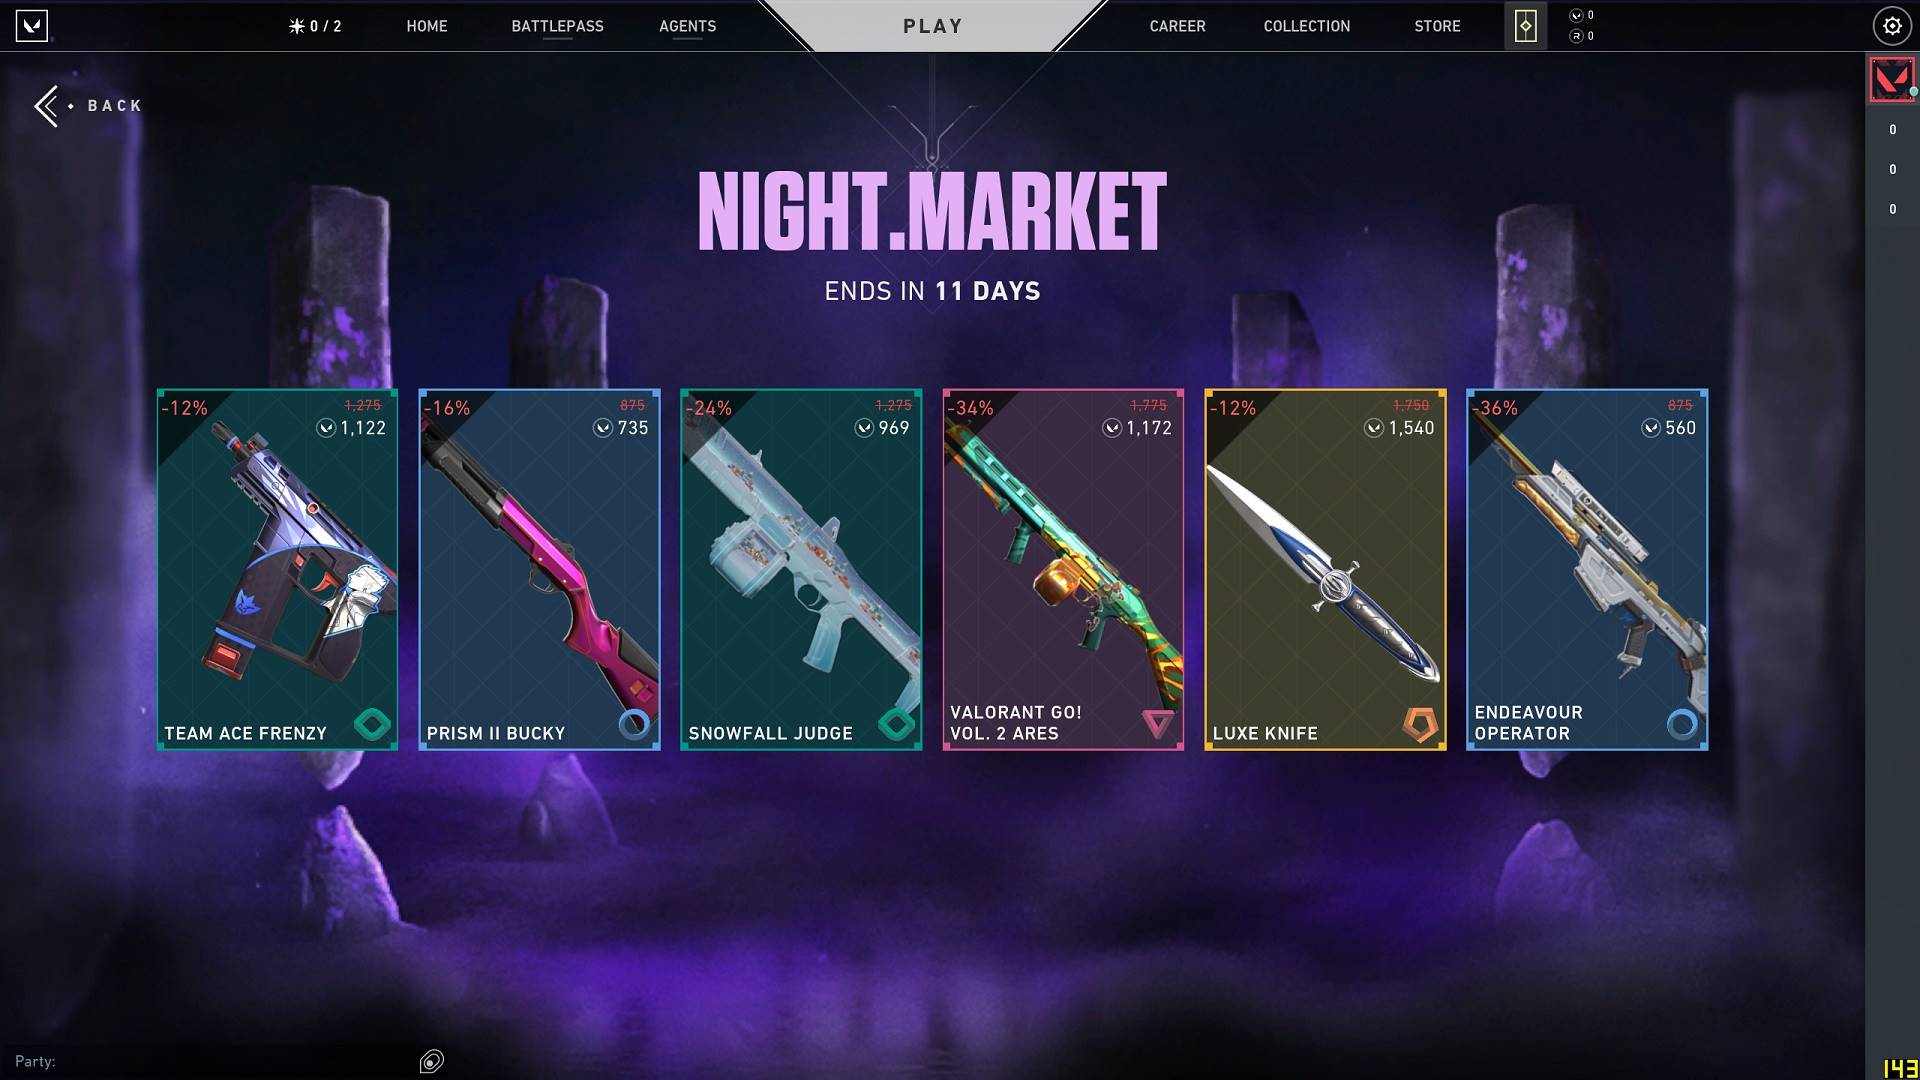 0 / 2
HOME
BATTLEPASS
AGENTS
PLAY
CAREER
COLLECTION
STORE
0
R 0
BACK
0
0
0
NIGHT.MARKET
ENDS IN 11 DAYS
-12%
1,275
1,122
TEAM ACE FRENZY
-16%
875
735
PRISM II BUCKY
-24%
1,275
969
SNOWFALL JUDGE
-34%
1,775
1,172
VALORANT GO!
VOL. 2 ARES
-12%
1,750
1,540
LUXE KNIFE
-36%
875
560
ENDEAVOUR
OPERATOR
Party:
143